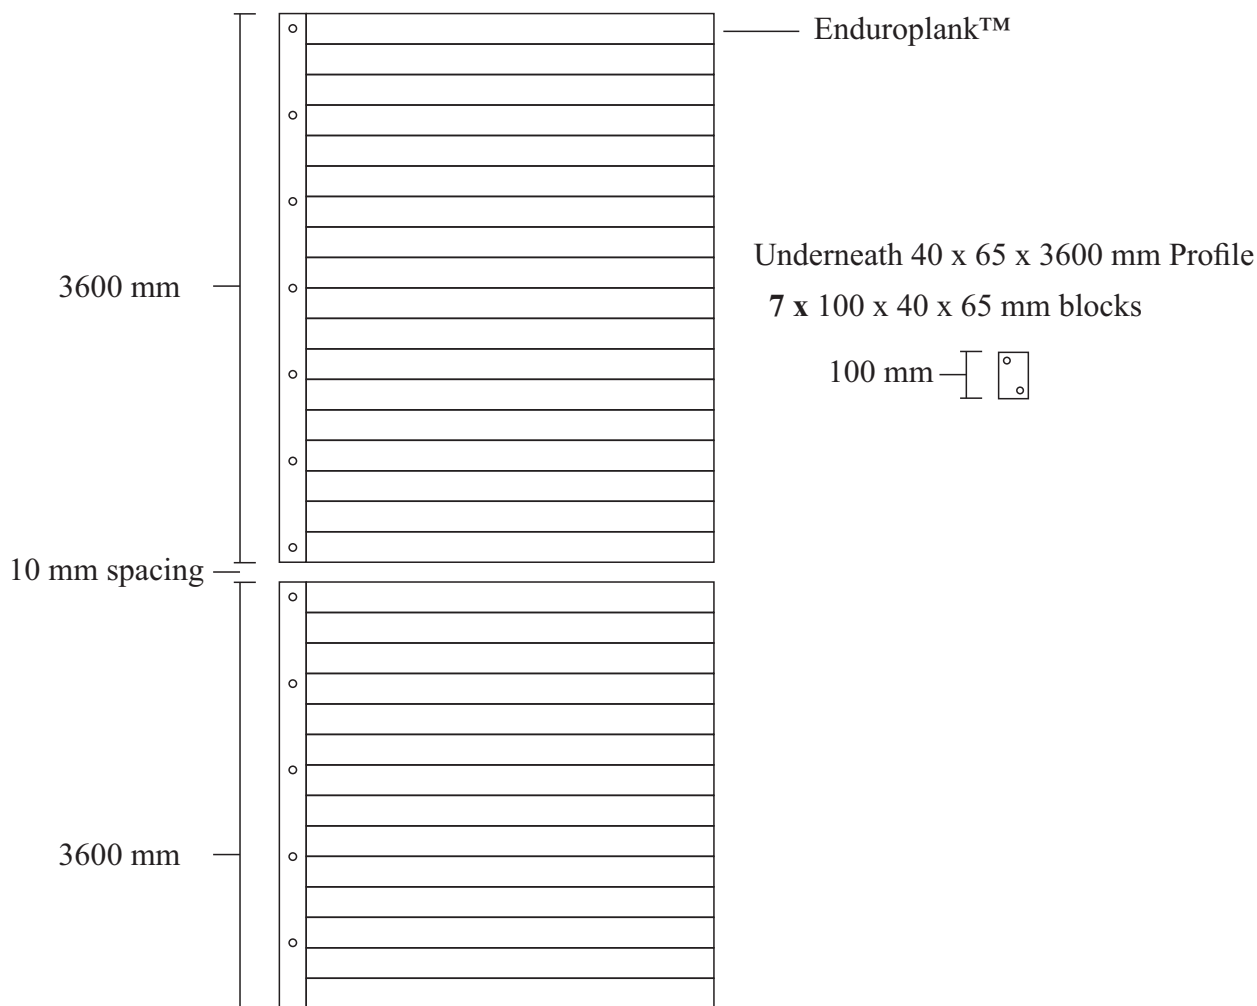 Enduroplank™
3600 mm
Underneath 40 x 65 x 3600 mm Profile
7 x 100 x 40 x 65 mm blocks
100 mm
10 mm spacing
3600 mm